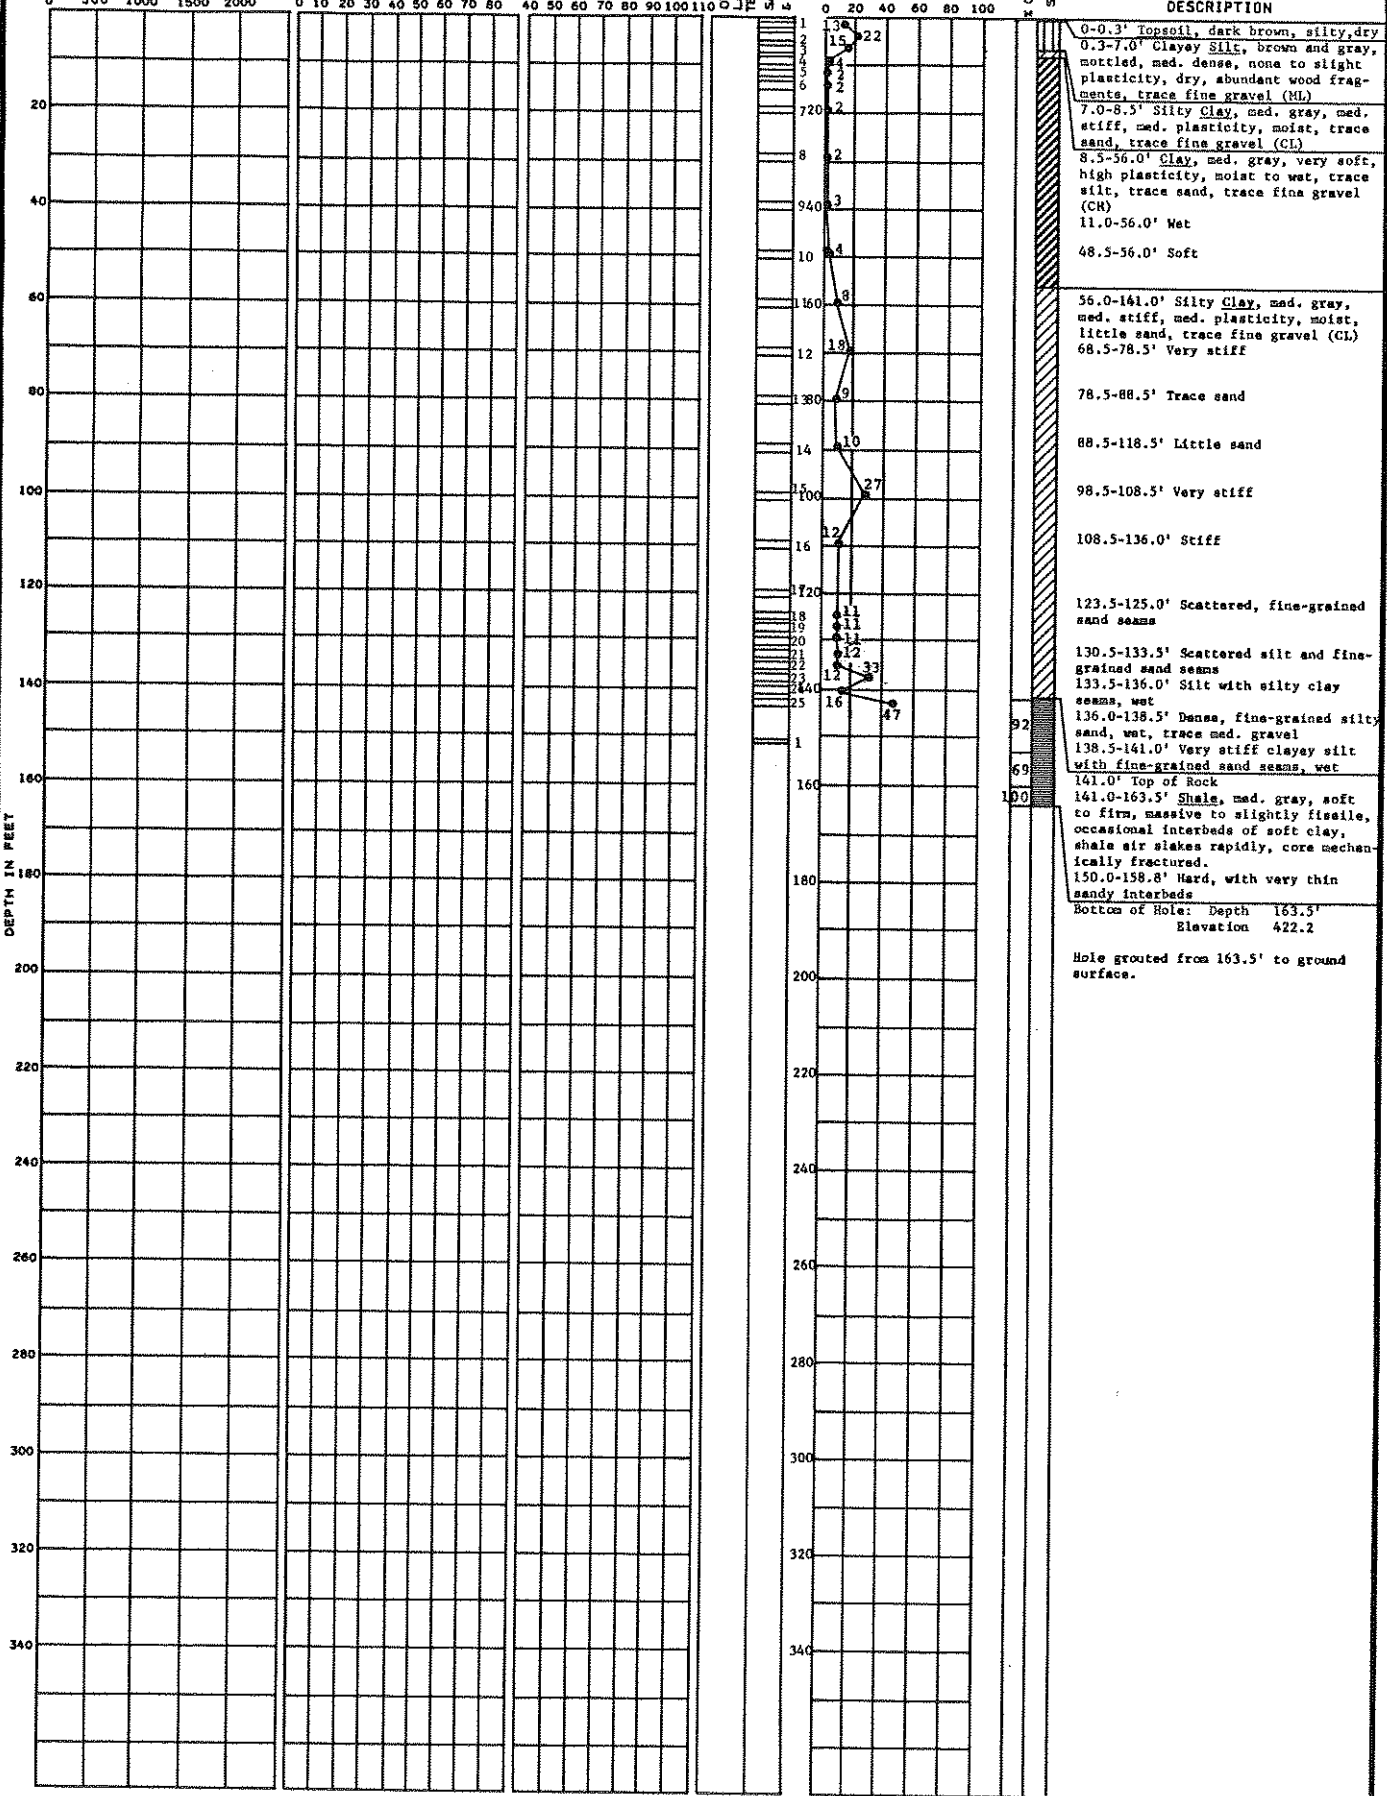 0 500 1000 1500 2000
0 10 20 30 40 50 60 70 80
40 50 60 70 80 90 100 110
0 20 40 60 80 100
DESCRIPTION
0-0.3' Topsoil, dark brown, silty,dry
0.3-7.0' Clayey Silt, brown and gray,
mottled, med. dense, none to slight
plasticity, dry, abundant wood frag-
ments, trace fine gravel (ML)
7.0-8.5' Silty Clay, med. gray, med.
stiff, med. plasticity, moist, trace
sand, trace fine gravel (CL)
8.5-56.0' Clay, med. gray, very soft,
high plasticity, moist to wet, trace
silt, trace sand, trace fine gravel
(CH)
11.0-56.0' Wet
48.5-56.0' Soft
56.0-141.0' Silty Clay, med. gray,
med. stiff, med. plasticity, moist,
little sand, trace fine gravel (CL)
68.5-78.5' Very stiff
78.5-88.5' Trace sand
88.5-118.5' Little sand
98.5-108.5' Very stiff
108.5-136.0' Stiff
123.5-125.0' Scattered, fine-grained
sand seams
130.5-133.5' Scattered silt and fine-
grained sand seams
133.5-136.0' Silt with silty clay
seams, wet
136.0-138.5' Dense, fine-grained silty
sand, wet, trace med. gravel
138.5-141.0' Very stiff clayey silt
with fine-grained sand seams, wet
141.0' Top of Rock
141.0-163.5' Shale, med. gray, soft
to firm, massive to slightly fissile,
occasional interbeds of soft clay,
shale air slakes rapidly, core mechan-
ically fractured.
150.0-158.8' Hard, with very thin
sandy interbeds
Bottom of Hole: Depth 163.5'
Elevation 422.2
Hole grouted from 163.5' to ground
surface.
DEPTH IN FEET
20
40
60
80
100
120
140
160
180
200
220
240
260
280
300
320
340
1
2
3
4
5
6
7
8
9
10
11
12
13
14
15
16
17
18
19
20
21
22
23
24
25
1
20
40
60
80
100
120
140
160
180
200
220
240
260
280
300
320
340
13
22
15
4
2
2
2
2
3
4
8
18
9
10
27
12
11
11
11
12
12
33
16
47
92
69
100